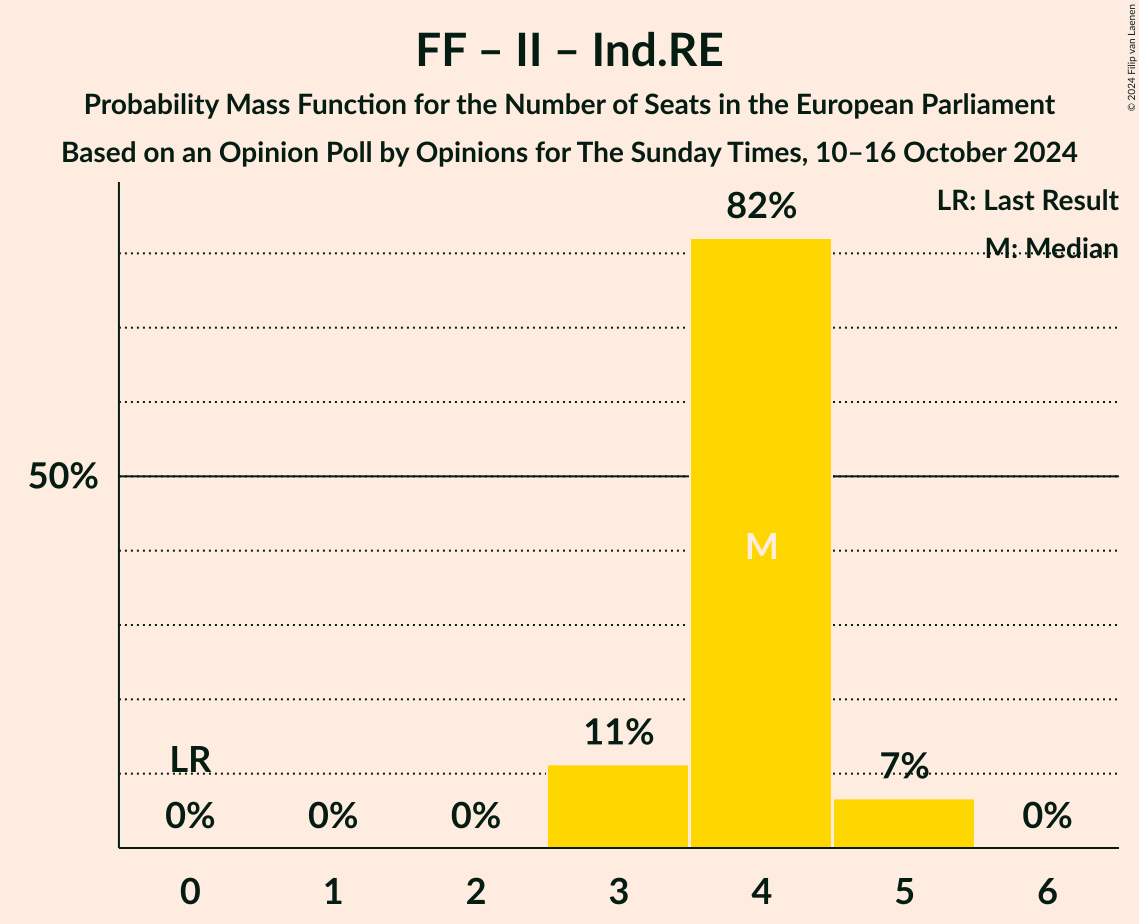 FF – II – Ind.RE
Probability Mass Function for the Number of Seats in the European Parliament
Based on an Opinion Poll by Opinions for The Sunday Times, 10–16 October 2024
© 2024 Filip van Laenen
LR: Last Result
M: Median
82%
50%
M
11%
LR
7%
0%
0%
0%
0%
0
1
2
3
4
5
6